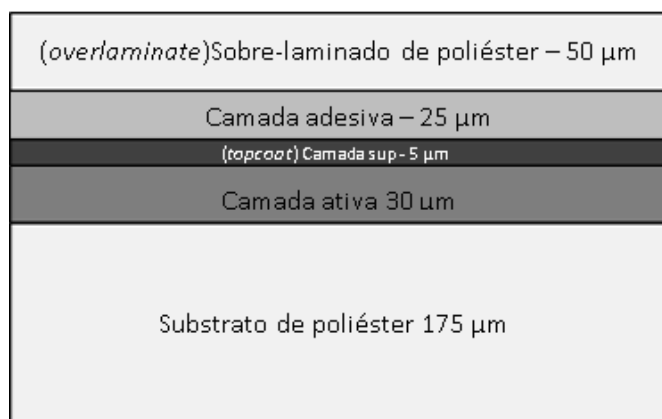 (overlaminate)Sobre-laminado de poliéster – 50 μm
Camada adesiva – 25 μm
(topcoat) Camada sup - 5 μm
Camada ativa 30 μm
Substrato de poliéster 175 μm